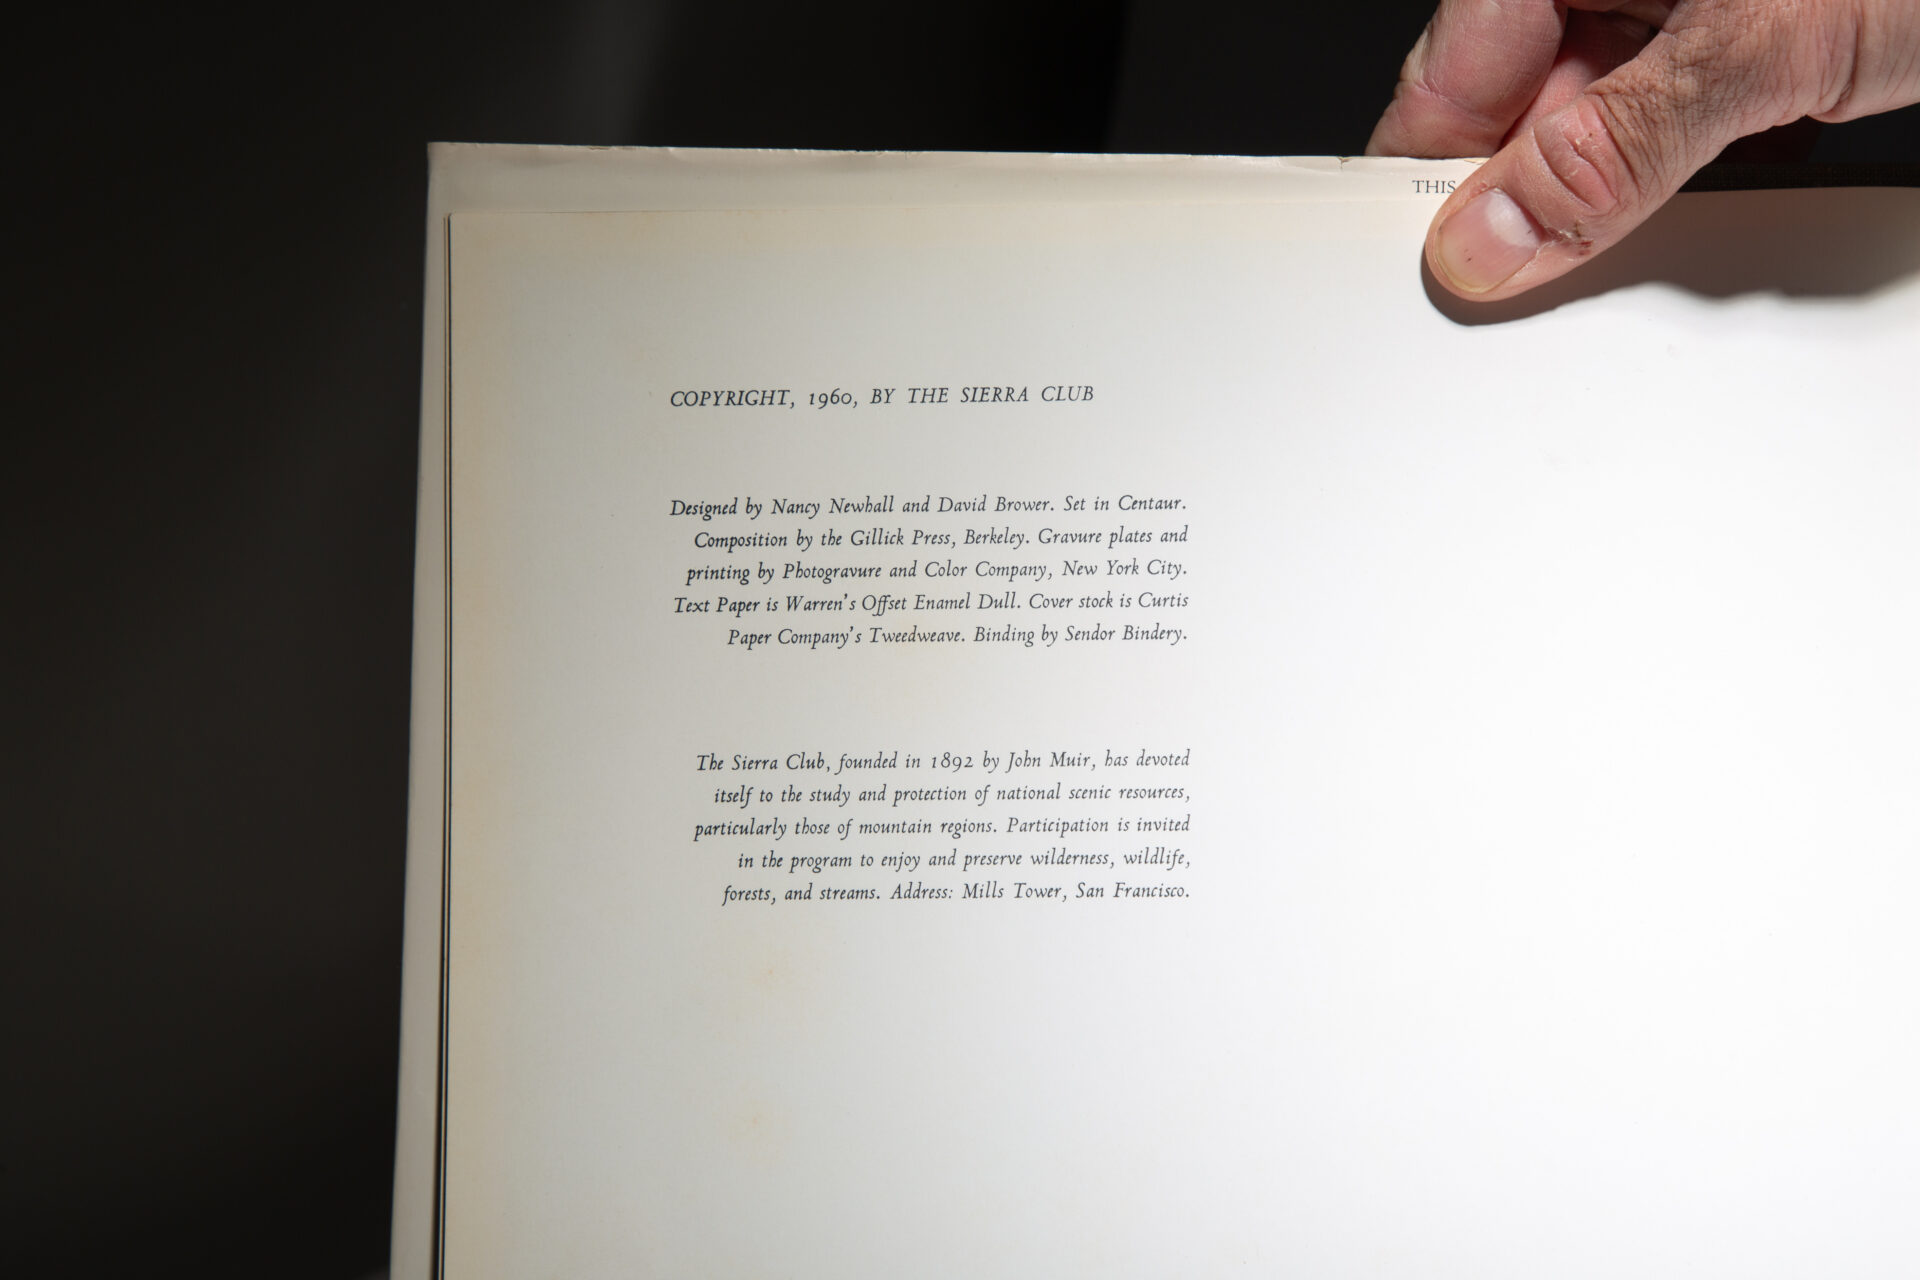 THIS
COPYRIGHT, 1960, BY THE SIERRA CLUB
Designed by Nancy Newhall and David Brower. Set in Centaur.
Composition by the Gillick Press, Berkeley. Gravure plates and
printing by Photogravure and Color Company, New York City.
Text Paper is Warren's Offset Enamel Dull. Cover stock is Curtis
Paper Company's Tweedweave. Binding by Sendor Bindery.
The Sierra Club, founded in 1892 by John Muir, has devoted
itself to the study and protection of national scenic resources,
particularly those of mountain regions. Participation is invited
in the program to enjoy and preserve wilderness, wildlife,
forests, and streams. Address: Mills Tower, San Francisco.